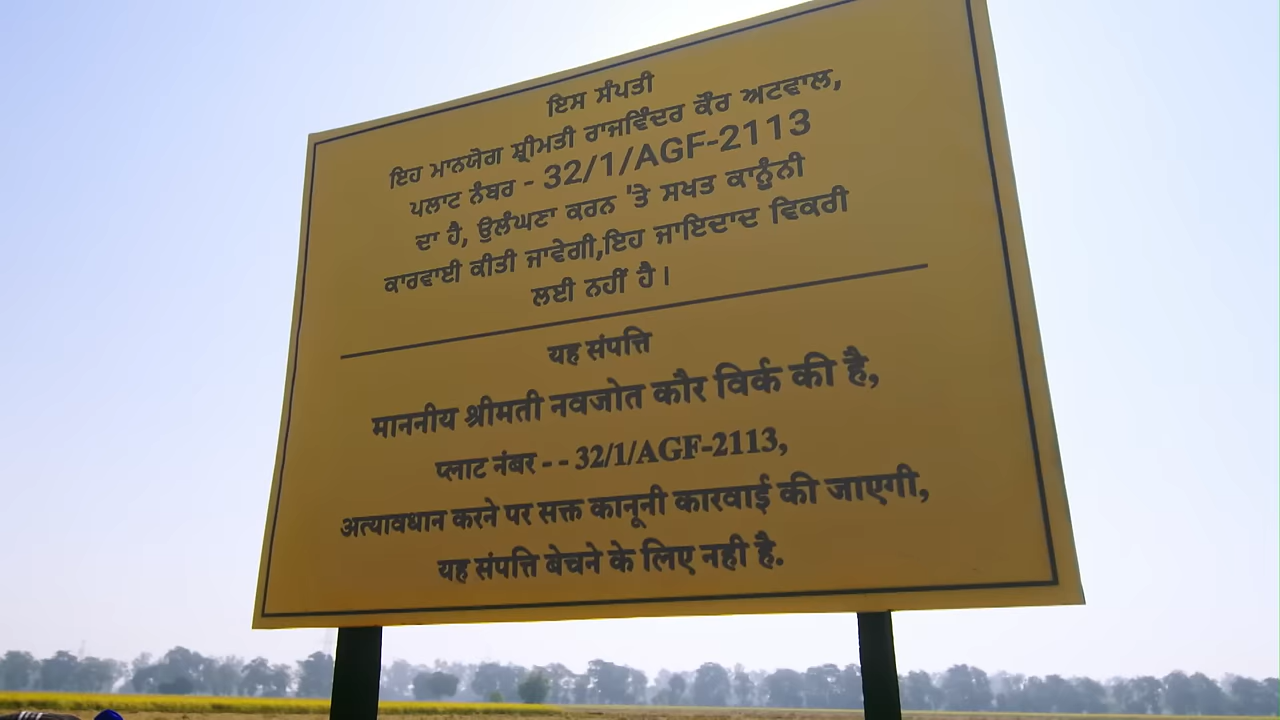 ਇਸ ਸੰਪਤੀ
ਇਹ ਮਾਨਯੋਗ ਸ਼੍ਰੀਮਤੀ ਰਾਜਵਿੰਦਰ ਕੌਰ ਅਟਵਾਲ,
ਪਲਾਟ ਨੰਬਰ - 32/1/AGF-2113
ਦਾ ਹੈ, ਉਲੰਘਣਾ ਕਰਨ 'ਤੇ ਸਖਤ ਕਾਨੂੰਨੀ
ਕਾਰਵਾਈ ਕੀਤੀ ਜਾਵੇਗੀ,ਇਹ ਜਾਇਦਾਦ ਵਿਕਰੀ
ਲਈ ਨਹੀਂ ਹੈ।
यह संपत्ति
माननीय श्रीमती नवजोत कौर विर्क की है,
प्लाट नंबर - - 32/1/AGF-2113,
अत्यावधान करने पर सक्त कानूनी कारवाई की जाएगी,
यह संपत्ति बेचने के लिए नही है.